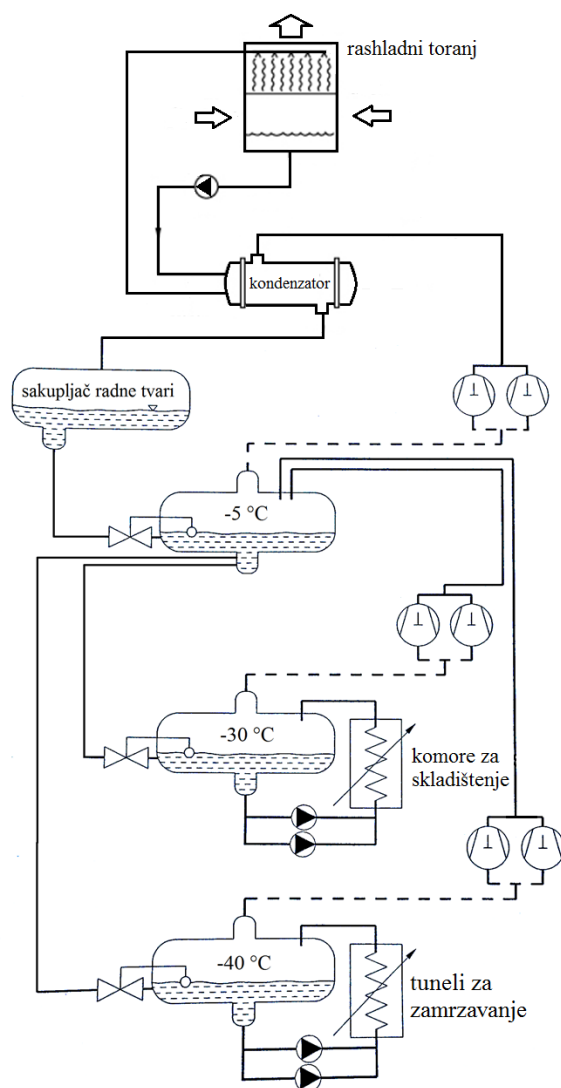 rashladni toranj
kondenzator
sakupljač radne tvari
-5 °C
-30 °C
komore za
skladištenje
-40 °C
tuneli za
zamrzavanje